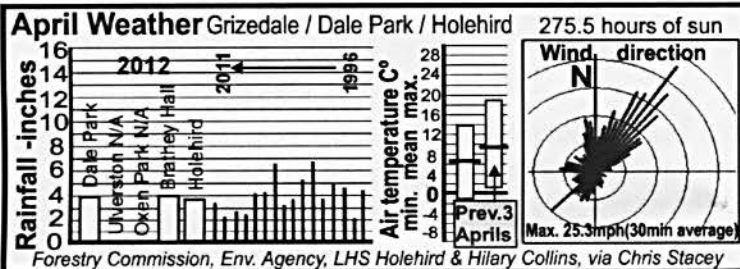 April Weather Grizedale / Dale Park / Holehird 275.5 hours of sun
Rainfall -inches
16
14
12
10
8
6
4
2
0
2012
2011
1996
Dale Park
Ulverston N/A
Oxen Park N/A
Brathey Hall
Holehird
Air temperature Cº
min. mean max.
28
24
20
16
12
8
4
0
-4
-8
Prev.3
Aprils
Wind direction
N
Max. 25.3mph(30min average)
Forestry Commission, Env. Agency, LHS Holehird & Hilary Collins, via Chris Stacey